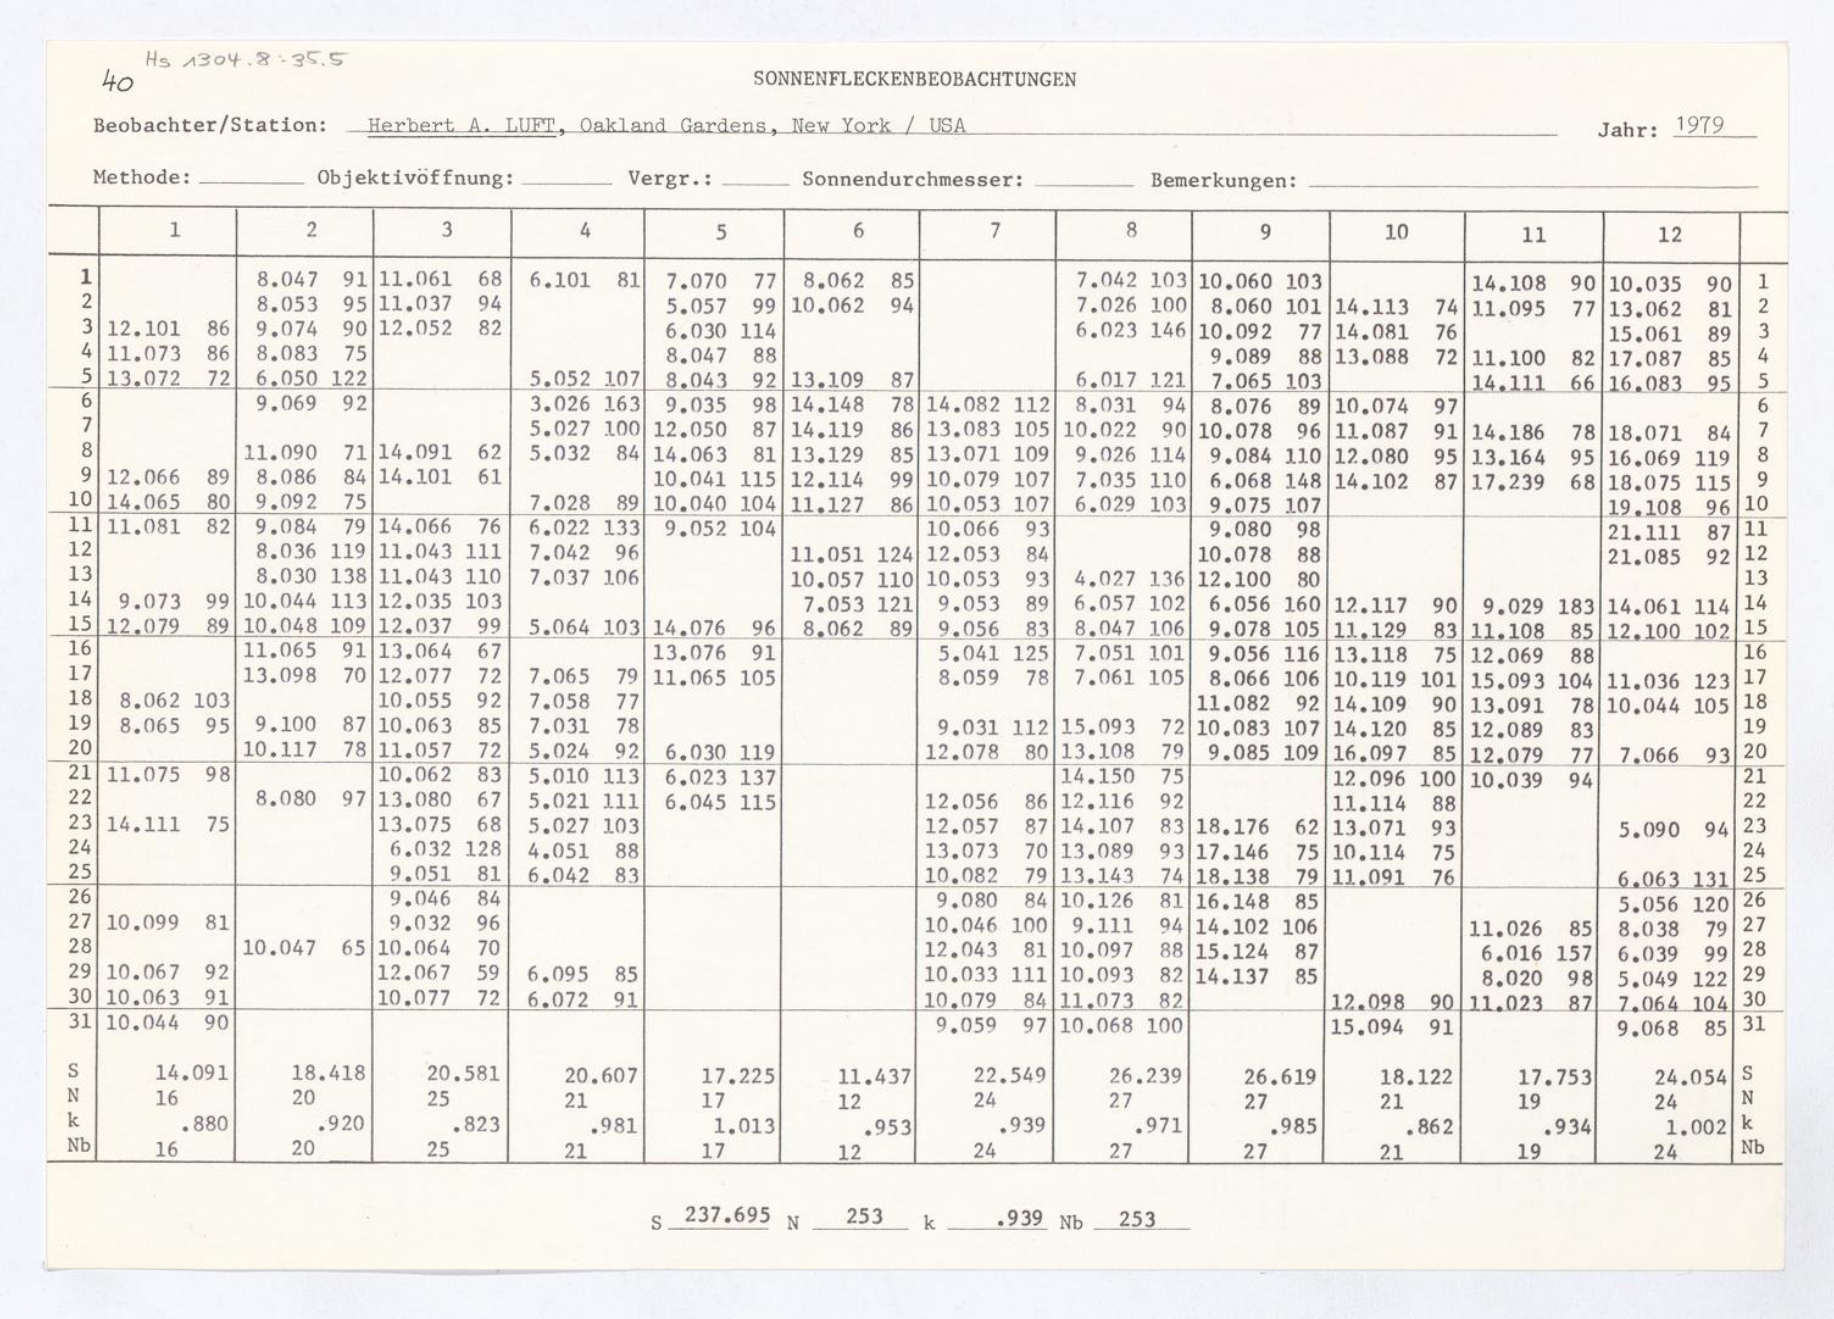 Hs 1304.8:35.5
40
SONNENFLECKENBEOBACHTUNGEN
Beobachter/Station: Herbert A. LUFT, Oakland Gardens, New York / USA Jahr: 1979
Methode: Objektivöffnung: Vergr.: Sonnendurchmesser: Bemerkungen:
1 2 3 4 5 6 7 8 9 10 11 12
1 8.047 91 11.061 68 6.101 81 7.070 77 8.062 85 7.042 103 10.060 103 14.108 90 10.035 90 1
2 8.053 95 11.037 94 5.057 99 10.062 94 7.026 100 8.060 101 14.113 74 11.095 77 13.062 81 2
3 12.101 86 9.074 90 12.052 82 6.030 114 6.023 146 10.092 77 14.081 76 15.061 89 3
4 11.073 86 8.083 75 8.047 88 9.089 88 13.088 72 11.100 82 17.087 85 4
5 13.072 72 6.050 122 5.052 107 8.043 92 13.109 87 6.017 121 7.065 103 14.111 66 16.083 95 5
6 9.069 92 3.026 163 9.035 98 14.148 78 14.082 112 8.031 94 8.076 89 10.074 97 6
7 5.027 100 12.050 87 14.119 86 13.083 105 10.022 90 10.078 96 11.087 91 14.186 78 18.071 84 7
8 11.090 71 14.091 62 5.032 84 14.063 81 13.129 85 13.071 109 9.026 114 9.084 110 12.080 95 13.164 95 16.069 119 8
9 12.066 89 8.086 84 14.101 61 10.041 115 12.114 99 10.079 107 7.035 110 6.068 148 14.102 87 17.239 68 18.075 115 9
10 14.065 80 9.092 75 7.028 89 10.040 104 11.127 86 10.053 107 6.029 103 9.075 107 19.108 96 10
11 11.081 82 9.084 79 14.066 76 6.022 133 9.052 104 10.066 93 9.080 98 21.111 87 11
12 8.036 119 11.043 111 7.042 96 11.051 124 12.053 84 10.078 88 21.085 92 12
13 8.030 138 11.043 110 7.037 106 10.057 110 10.053 93 4.027 136 12.100 80 13
14 9.073 99 10.044 113 12.035 103 7.053 121 9.053 89 6.057 102 6.056 160 12.117 90 9.029 183 14.061 114 14
15 12.079 89 10.048 109 12.037 99 5.064 103 14.076 96 8.062 89 9.056 83 8.047 106 9.078 105 11.129 83 11.108 85 12.100 102 15
16 11.065 91 13.064 67 13.076 91 5.041 125 7.051 101 9.056 116 13.118 75 12.069 88 16
17 13.098 70 12.077 72 7.065 79 11.065 105 8.059 78 7.061 105 8.066 106 10.119 101 15.093 104 11.036 123 17
18 8.062 103 10.055 92 7.058 77 11.082 92 14.109 90 13.091 78 10.044 105 18
19 8.065 95 9.100 87 10.063 85 7.031 78 9.031 112 15.093 72 10.083 107 14.120 85 12.089 83 19
20 10.117 78 11.057 72 5.024 92 6.030 119 12.078 80 13.108 79 9.085 109 16.097 85 12.079 77 7.066 93 20
21 11.075 98 10.062 83 5.010 113 6.023 137 14.150 75 12.096 100 10.039 94 21
22 8.080 97 13.080 67 5.021 111 6.045 115 12.056 86 12.116 92 11.114 88 22
23 14.111 75 13.075 68 5.027 103 12.057 87 14.107 83 18.176 62 13.071 93 5.090 94 23
24 6.032 128 4.051 88 13.073 70 13.089 93 17.146 75 10.114 75 24
25 9.051 81 6.042 83 10.082 79 13.143 74 18.138 79 11.091 76 6.063 131 25
26 9.046 84 9.080 84 10.126 81 16.148 85 5.056 120 26
27 10.099 81 9.032 96 10.046 100 9.111 94 14.102 106 11.026 85 8.038 79 27
28 10.047 65 10.064 70 12.043 81 10.097 88 15.124 87 6.016 157 6.039 99 28
29 10.067 92 12.067 59 6.095 85 10.033 111 10.093 82 14.137 85 8.020 98 5.049 122 29
30 10.063 91 10.077 72 6.072 91 10.079 84 11.073 82 12.098 90 11.023 87 7.064 104 30
31 10.044 90 9.059 97 10.068 100 15.094 91 9.068 85 31
S 14.091 18.418 20.581 20.607 17.225 11.437 22.549 26.239 26.619 18.122 17.753 24.054 S
N 16 20 25 21 17 12 24 27 27 21 19 24 N
k .880 .920 .823 .981 1.013 .953 .939 .971 .985 .862 .934 1.002 k
Nb 16 20 25 21 17 12 24 27 27 21 19 24 Nb
S 237.695 N 253 k .939 Nb 253